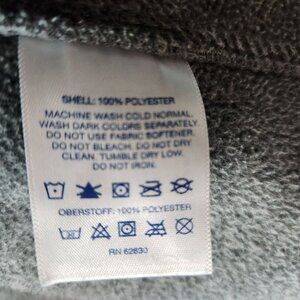 SHELL: 100% POLYESTER
MACHINE WASH COLD NORMAL.
WASH DARK COLORS SEPARATELY.
DO NOT USE FABRIC SOFTENER.
DO NOT BLEACH. DO NOT DRY
CLEAN. TUMBLE DRY LOW.
DO NOT IRON.
OBERSTOFF: 100% POLYESTER
RN 62830